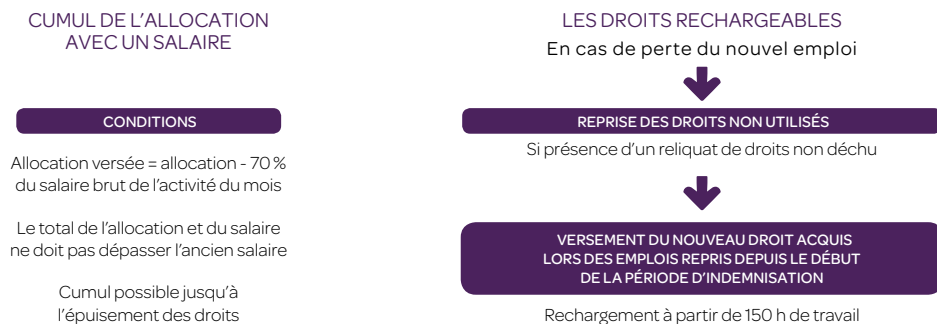 CUMUL DE L'ALLOCATION
AVEC UN SALAIRE
CONDITIONS
Allocation versée = allocation - 70 %
du salaire brut de l'activité du mois
Le total de l'allocation et du salaire
ne doit pas dépasser l'ancien salaire
Cumul possible jusqu'à
l'épuisement des droits
LES DROITS RECHARGEABLES
En cas de perte du nouvel emploi
REPRISE DES DROITS NON UTILISÉS
Si présence d'un reliquat de droits non déchu
VERSEMENT DU NOUVEAU DROIT ACQUIS
LORS DES EMPLOIS REPRIS DEPUIS LE DÉBUT
DE LA PÉRIODE D'INDEMNISATION
Rechargement à partir de 150 h de travail